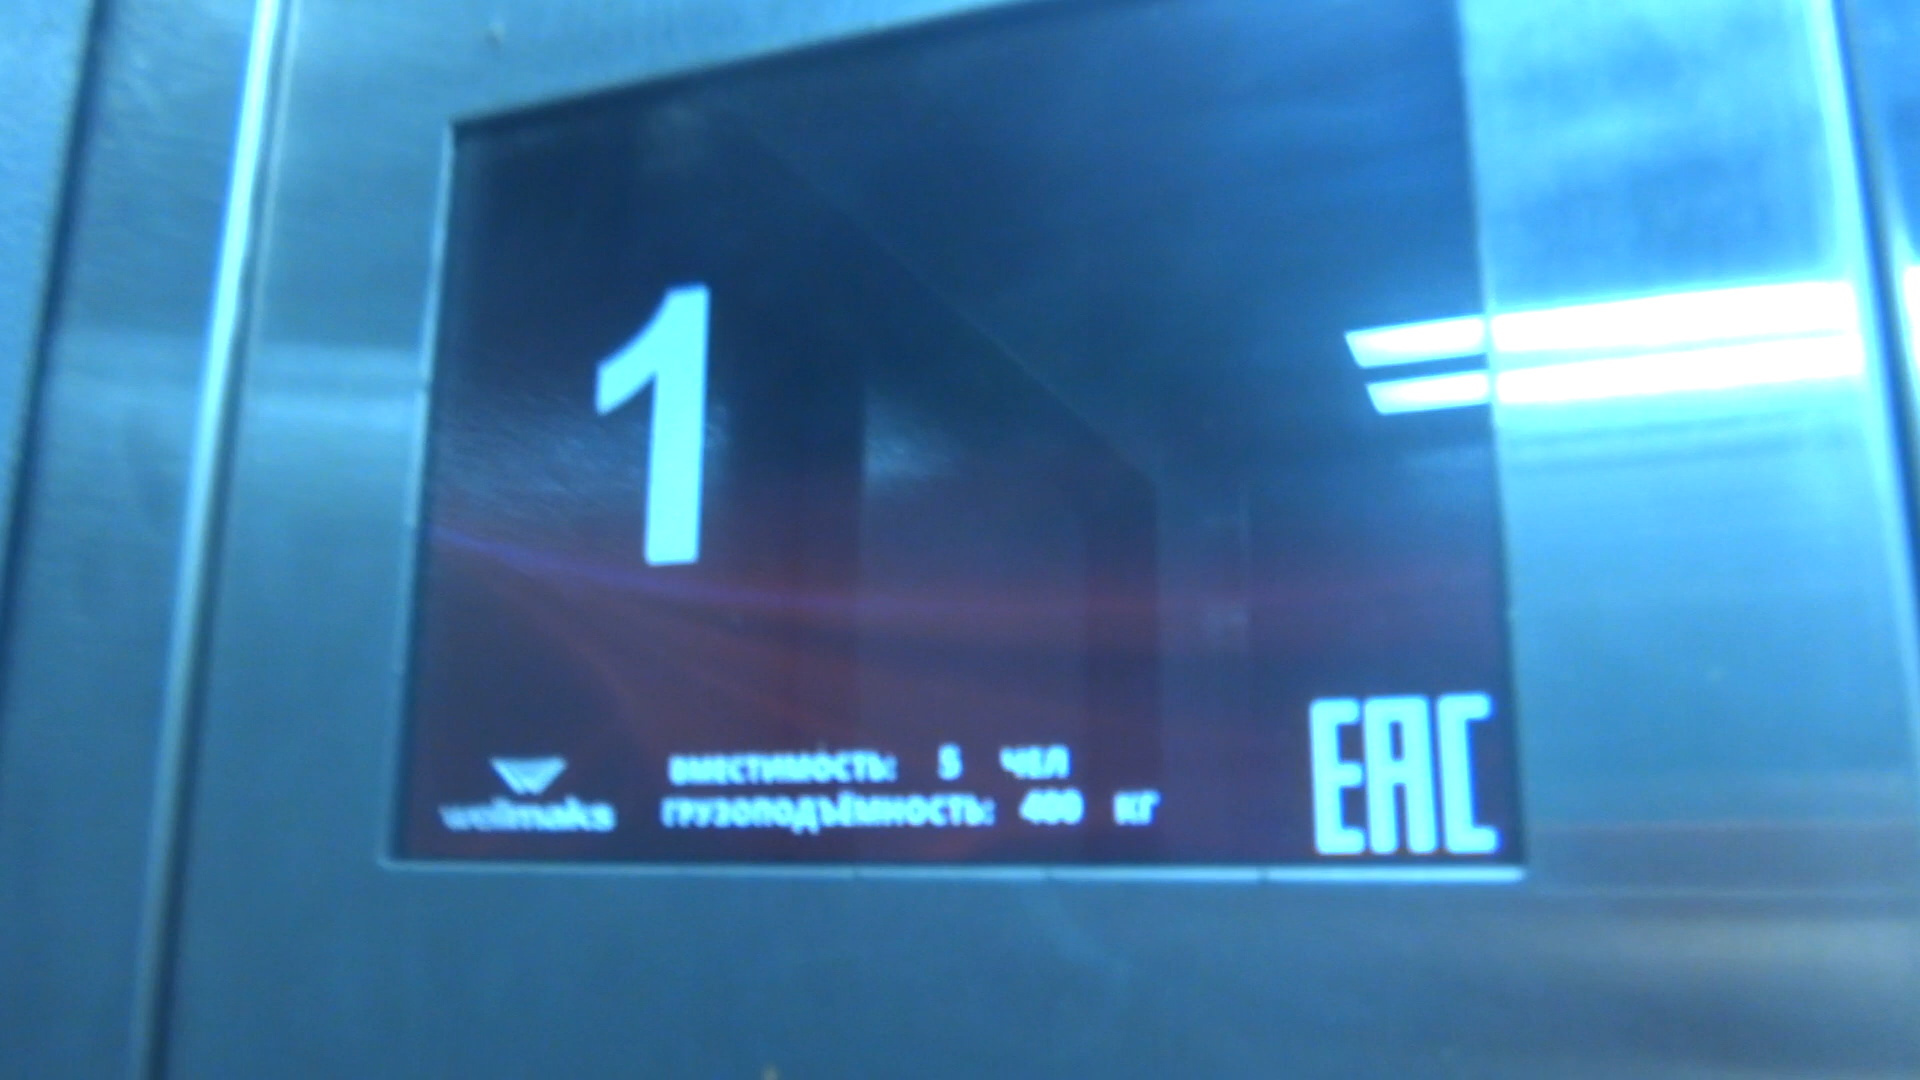 1
wellmaks
ВМЕСТИМОСТЬ: 5 ЧЕЛ
ГРУЗОПОДЪЁМНОСТЬ: 400 КГ
EAC